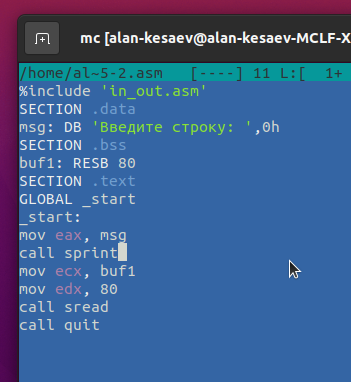 mc [alan-kesaev@alan-kesaev-MCLF-X
/home/al~5-2.asm [----] 11 L:[ 1+
%include 'in_out.asm'
SECTION .data
msg: DB 'Введите строку: ',0h
SECTION .bss
buf1: RESB 80
SECTION .text
GLOBAL _start
_start:
mov eax, msg
call sprint
mov ecx, buf1
mov edx, 80
call sread
call quit